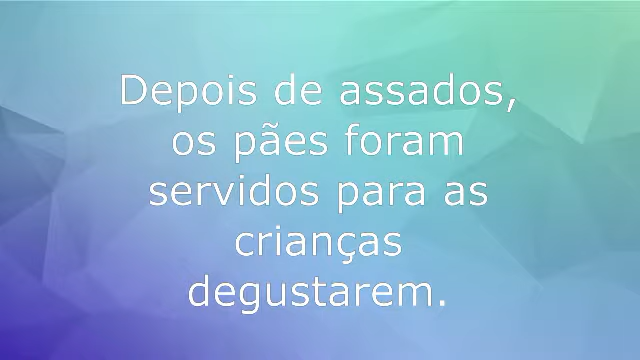 Depois de assados,
os pães foram
servidos para as
crianças
degustarem.